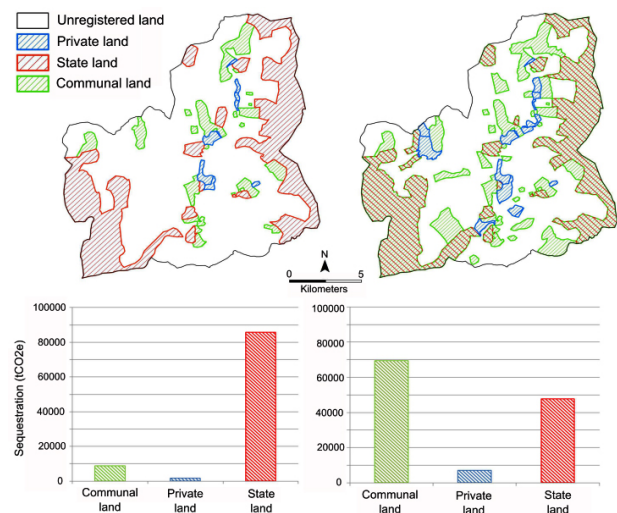 Unregistered land
Private land
State land
Communal land
N
0 5
Kilometers
Sequestration (tCO2e)
100000
80000
60000
40000
20000
0
Communal land
Private land
State land
100000
80000
60000
40000
20000
0
Communal land
Private land
State land